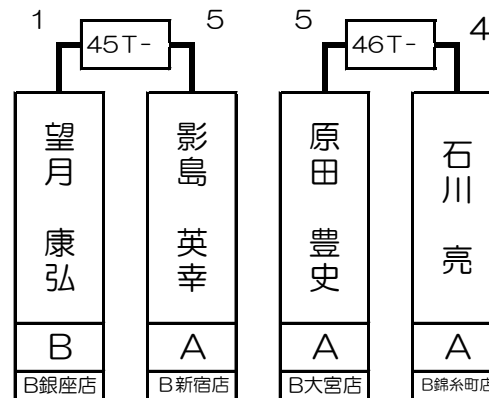 1 5 5 4
45T- 46T-
望月 康弘
影島 英幸
原田 豊史
石川 亮
B A A A
B銀座店 B新宿店 B大宮店 B錦糸町店